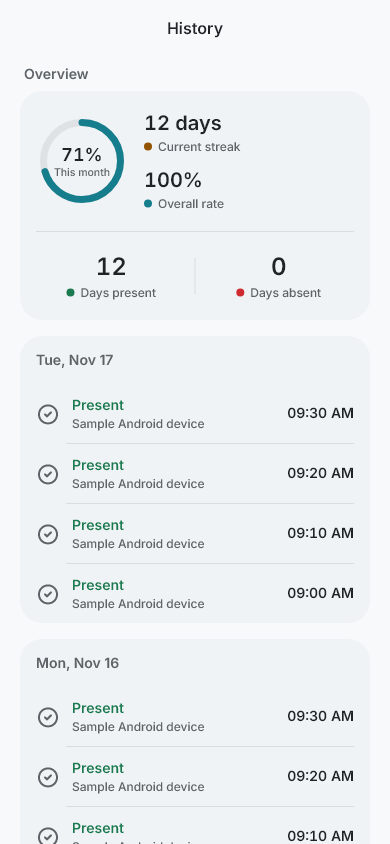 History
Overview
71%
This month
12 days
Current streak
100%
Overall rate
12
Days present
0
Days absent
Tue, Nov 17
Present
Sample Android device
09:30 AM
Present
Sample Android device
09:20 AM
Present
Sample Android device
09:10 AM
Present
Sample Android device
09:00 AM
Mon, Nov 16
Present
Sample Android device
09:30 AM
Present
Sample Android device
09:20 AM
Present
Sample Android device
09:10 AM